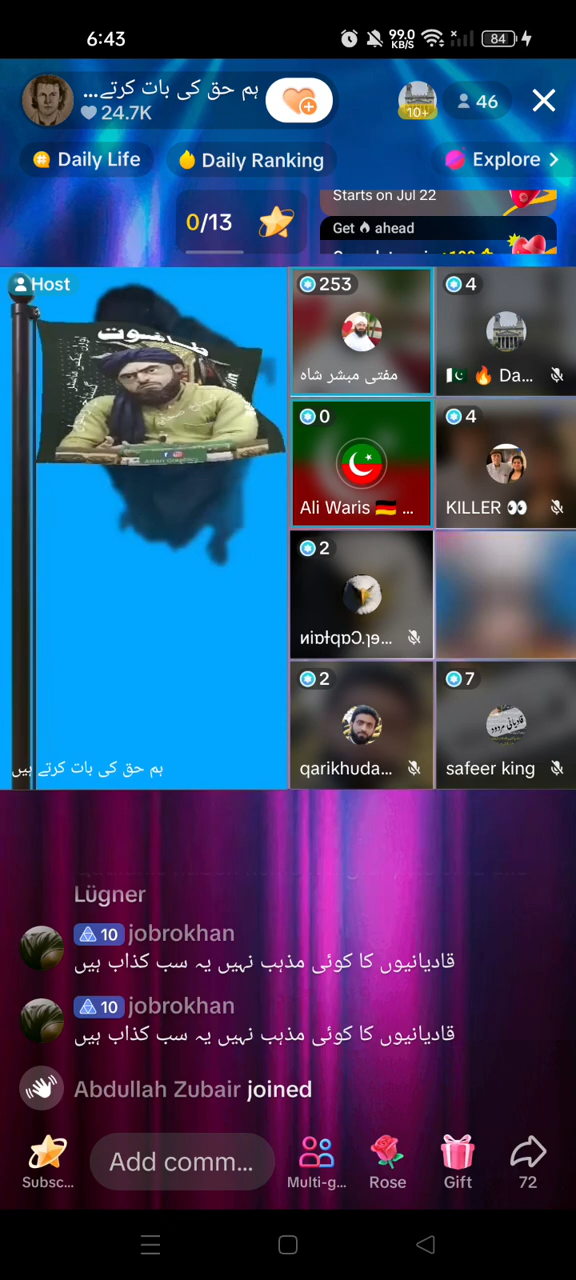 6:43
99.0
KB/S
84
ہم حق کی بات کرتے...
24.7K
10+
46
Daily Life
Daily Ranking
Explore
0/13
Starts on Jul 22
Get ahead
Host
253
مفتی مبشر شاہ
4
Da...
0
Ali Waris 🇩🇪 ...
4
KILLER 👀
2
2
qarikhuda...
7
safeer king
ہم حق کی بات کرتے ہیں
Lügner
10 jobrokhan
قادیانیوں کا کوئی مذہب نہیں یہ سب کذاب ہیں
10 jobrokhan
قادیانیوں کا کوئی مذہب نہیں یہ سب کذاب ہیں
Abdullah Zubair joined
Subsc...
Add comm...
Multi-g...
Rose
Gift
72